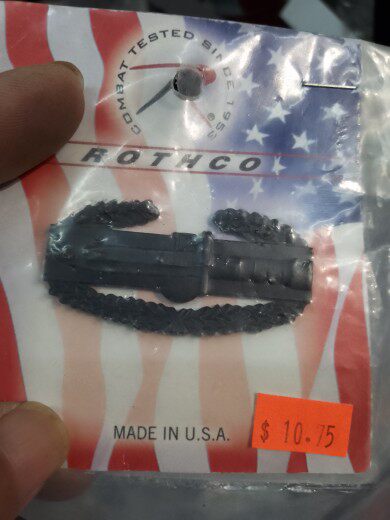 COMBAT TESTED SINCE 1953
®
ROTHCO
MADE IN U.S.A.
$ 10.75